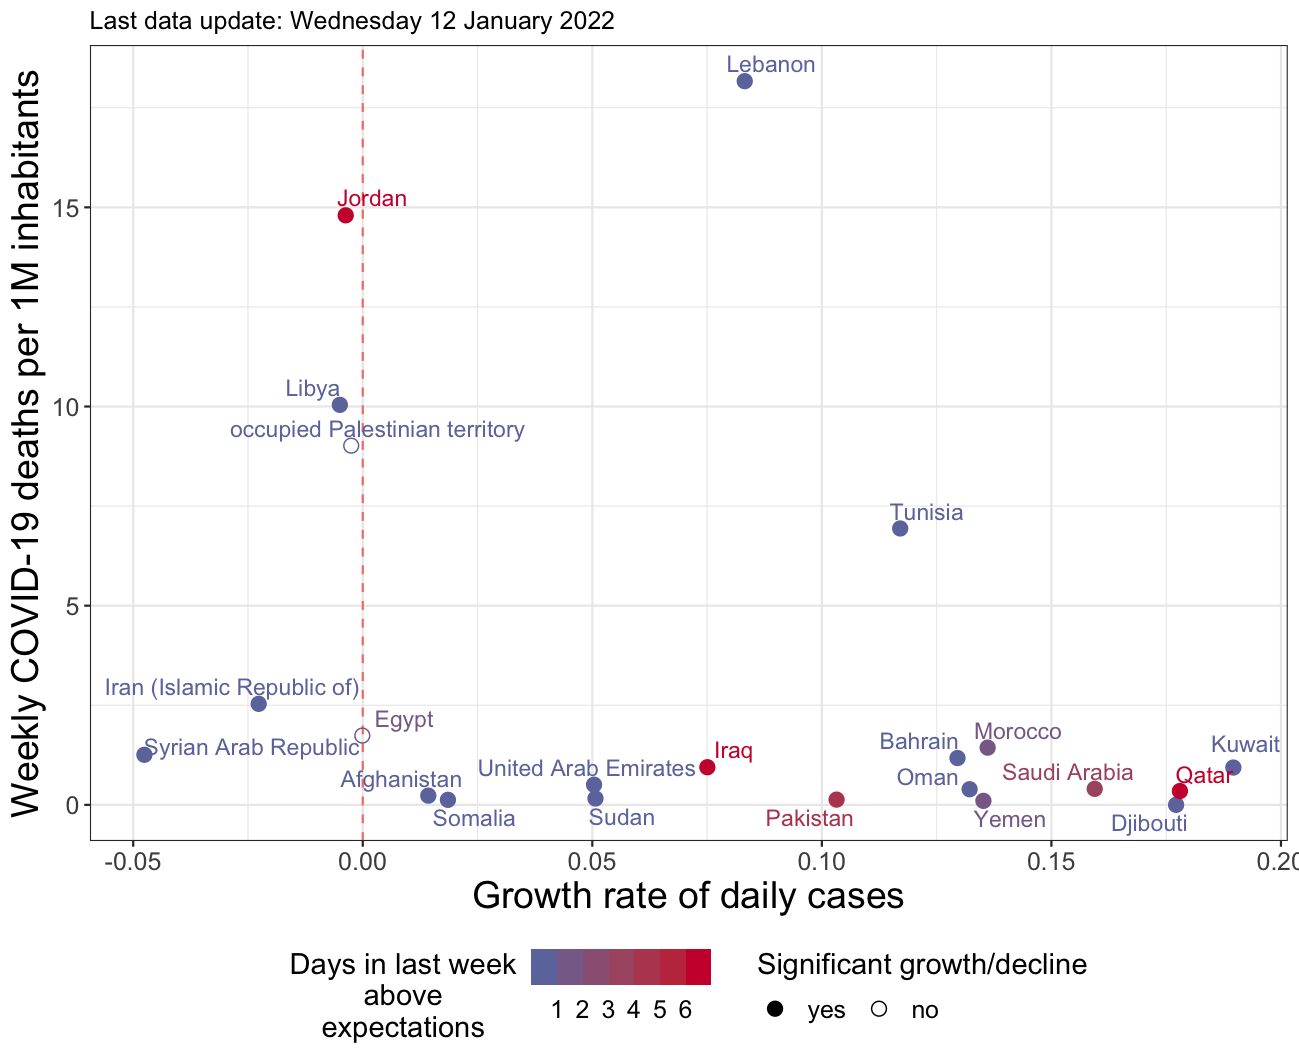 Last data update: Wednesday 12 January 2022
Weekly COVID-19 deaths per 1M inhabitants
15
10
5
0
Lebanon
Jordan
Libya
occupied Palestinian territory
Tunisia
Iran (Islamic Republic of)
Egypt
Syrian Arab Republic
Morocco
Bahrain
Kuwait
Iraq
United Arab Emirates
Saudi Arabia
Qatar
Oman
Afghanistan
Somalia
Sudan
Pakistan
Yemen
Djibouti
-0.05 0.00 0.05 0.10 0.15 0.20
Growth rate of daily cases
Days in last week
above
expectations
1 2 3 4 5 6
Significant growth/decline
yes no